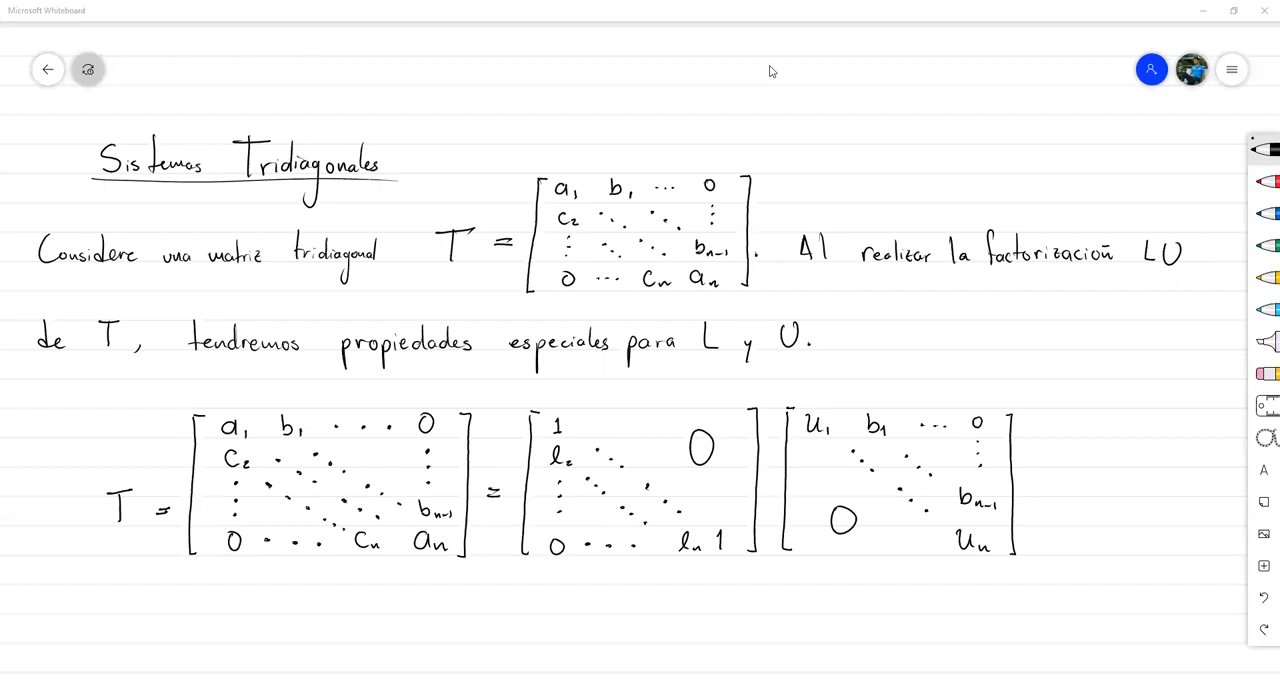 Microsoft Whiteboard
Sistemas Tridiagonales
Considere una matriz tridiagonal T = [ a₁ b₁ ⋯ 0 ; c₂ ⋱ ⋱ ⋮ ; ⋮ ⋱ ⋱ bₙ₋₁ ; 0 ⋯ cₙ aₙ ] . Al realizar la factorización LU
de T, tendremos propiedades especiales para L y U.
T = [ a₁ b₁ ⋯ 0 ; c₂ ⋱ ⋱ ⋮ ; ⋮ ⋱ ⋱ bₙ₋₁ ; 0 ⋯ cₙ aₙ ] = [ 1 0 ; l₂ ⋱ ; ⋮ ⋱ ⋱ ; 0 ⋯ lₙ 1 ] [ u₁ b₁ ⋯ 0 ; ⋱ ⋱ ⋮ ; ⋱ bₙ₋₁ ; 0 uₙ ]
A